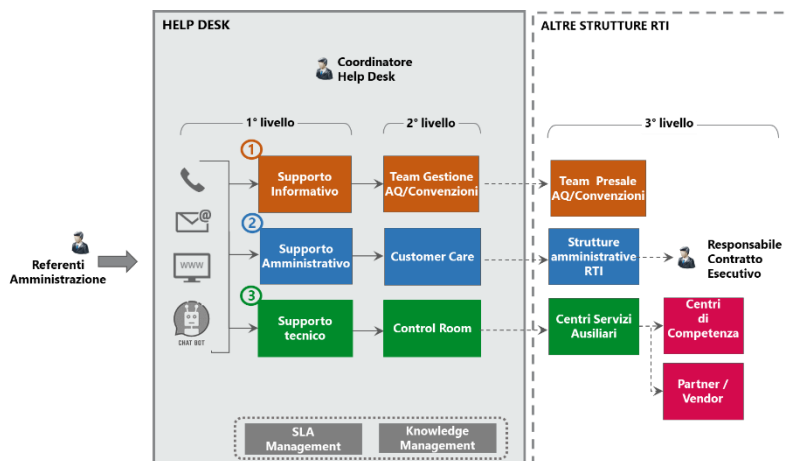 HELP DESK
ALTRE STRUTTURE RTI
Coordinatore
Help Desk
1° livello
2° livello
3° livello
1
Supporto
Informativo
Team Gestione
AQ/Convenzioni
Team Presale
AQ/Convenzioni
@
2
Supporto
Amministrativo
Customer Care
Strutture
amministrative
RTI
Responsabile
Contratto
Esecutivo
Referenti
Amministrazione
WWW
3
Supporto
tecnico
Control Room
Centri Servizi
Ausiliari
Centri
di
Competenza
CHAT BOT
Partner /
Vendor
SLA
Management
Knowledge
Management